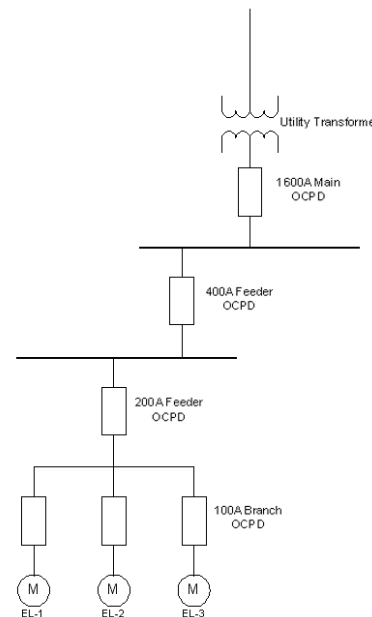 Utility Transforme
1600A Main
OCPD
400A Feeder
OCPD
200A Feeder
OCPD
100A Branch
OCPD
M M M
EL-1 EL-2 EL-3